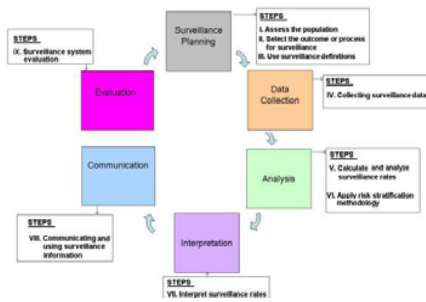 Surveillance
Planning
STEPS
I. Assess the population
II. Select the outcome or process
for surveillance
III. Use surveillance definitions
Data
Collection
STEPS
IV. Collecting surveillance data
Analysis
STEPS
V. Calculate and analyze
surveillance rates
VI. Apply risk stratification
methodology
Interpretation
STEPS
VII. Interpret surveillance rates
Communication
STEPS
VIII. Communicating and
using surveillance
information
Evaluation
STEPS
IX. Surveillance system
evaluation